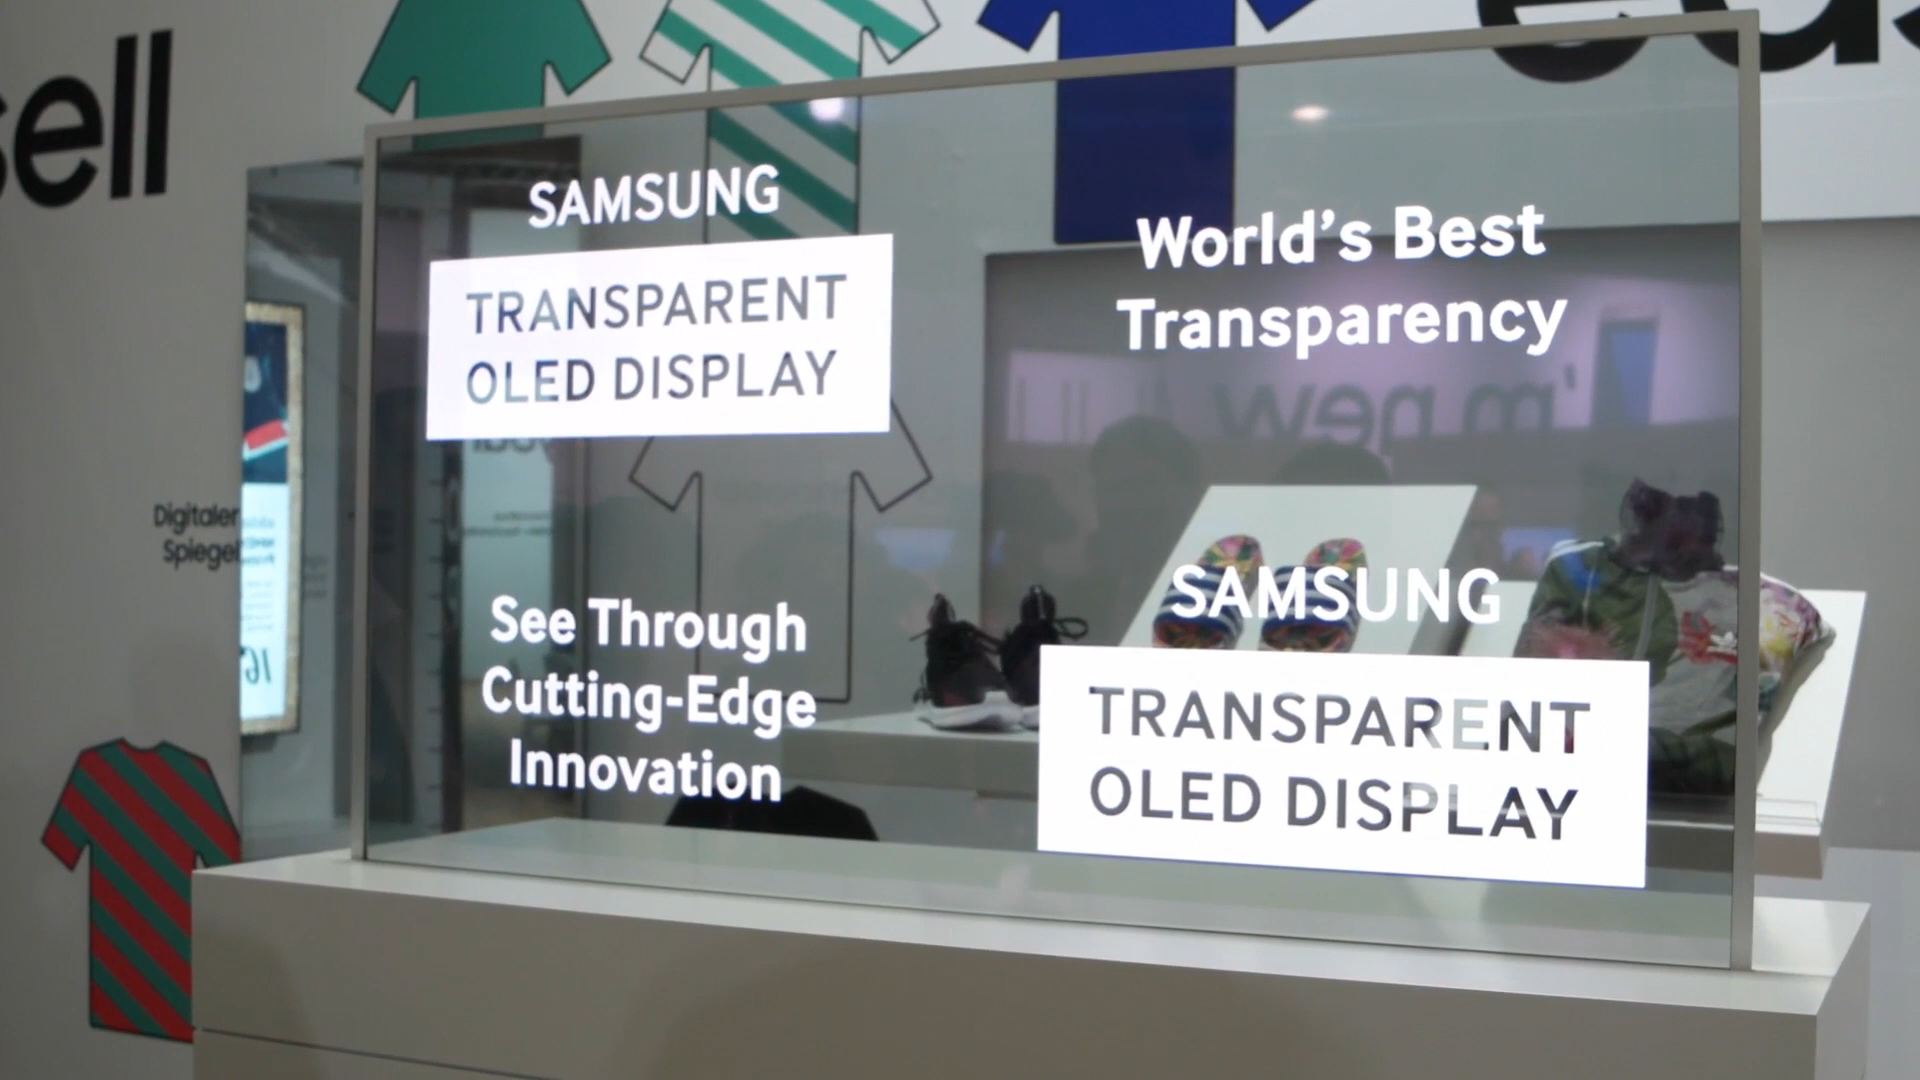 sell
SAMSUNG
TRANSPARENT
OLED DISPLAY
World's Best
Transparency
I'm new
Digitaler
Spiegel
See Through
Cutting-Edge
Innovation
SAMSUNG
TRANSPARENT
OLED DISPLAY